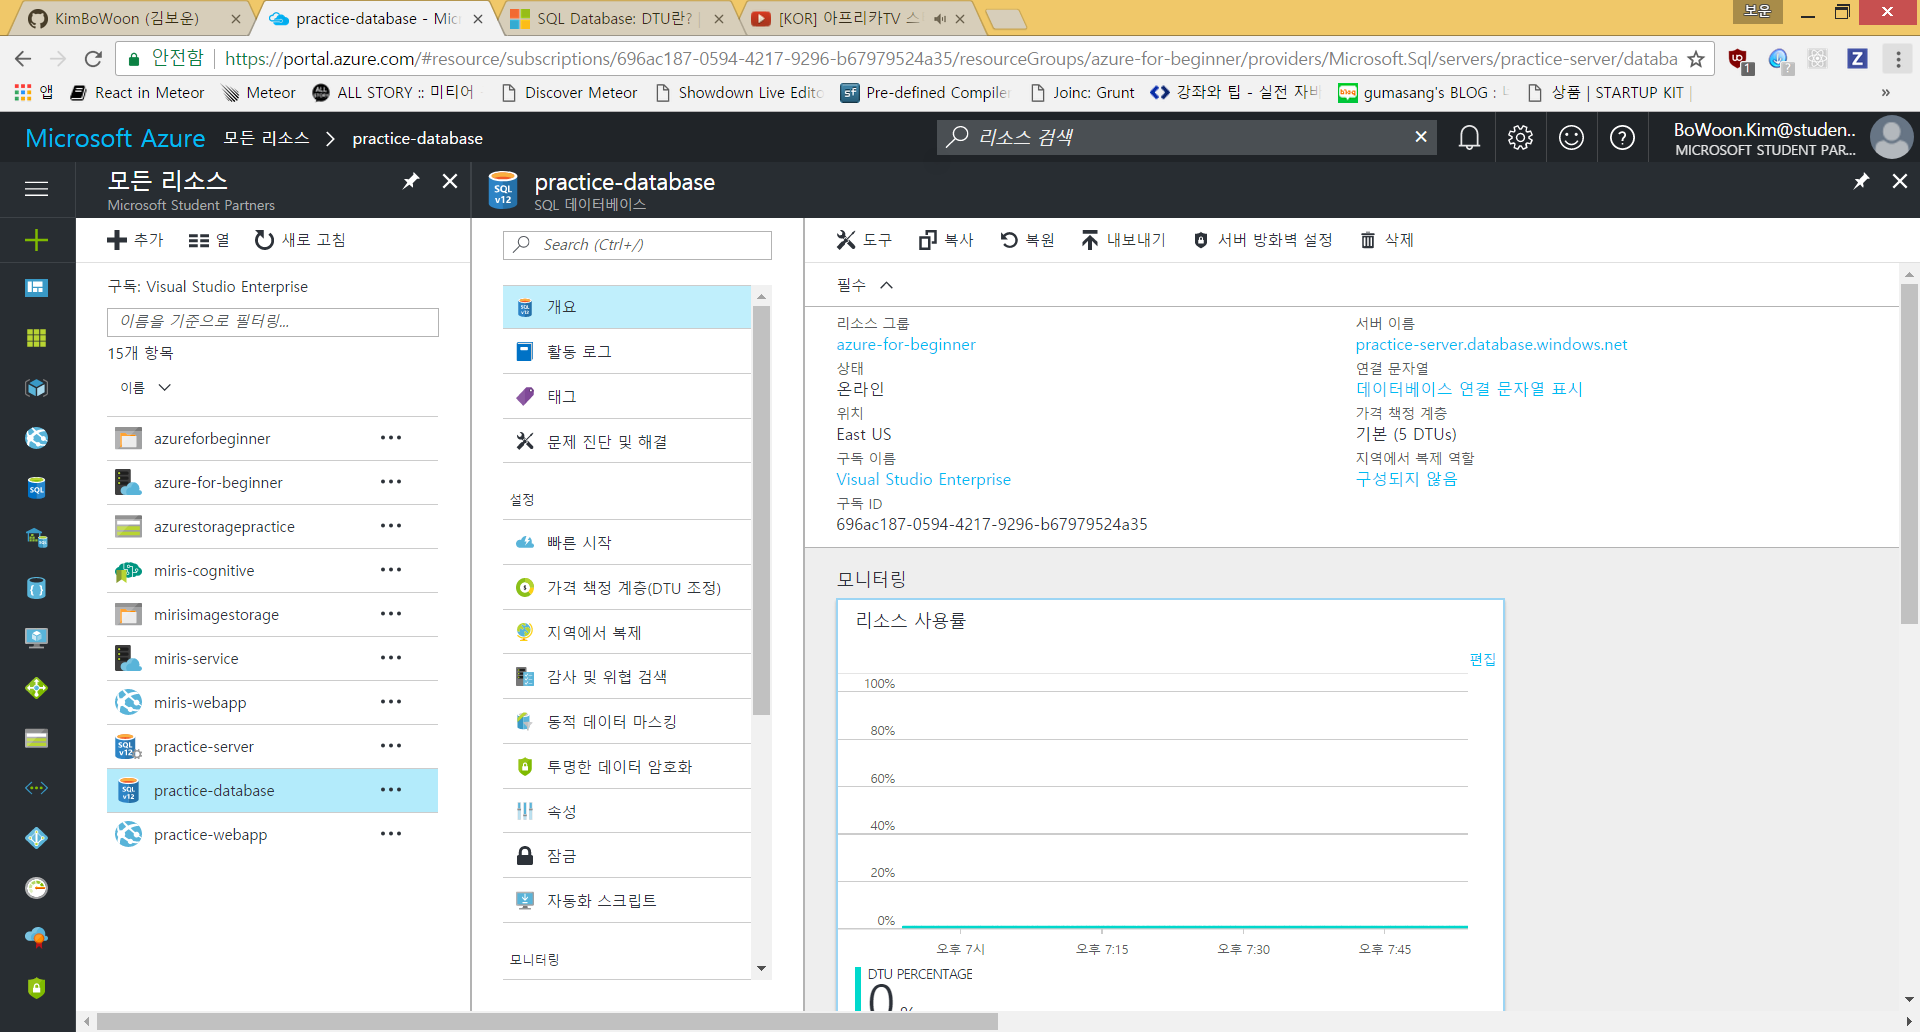 KimBoWoon (김보운)
practice-database - Mic
SQL Database: DTU란?
[KOR] 아프리카TV 스
보운
안전함
https://portal.azure.com/#resource/subscriptions/696ac187-0594-4217-9296-b67979524a35/resourceGroups/azure-for-beginner/providers/Microsoft.Sql/servers/practice-server/databa
앱
React in Meteor
Meteor
ALL STORY :: 미티어
Discover Meteor
Showdown Live Edito
Pre-defined Compiler
Joinc: Grunt
강좌와 팁 - 실전 자바
gumasang's BLOG :
상품 | STARTUP KIT |
»
Microsoft Azure
모든 리소스
practice-database
리소스 검색
BoWoon.Kim@studen..
MICROSOFT STUDENT PAR...
모든 리소스
Microsoft Student Partners
추가
열
새로 고침
구독: Visual Studio Enterprise
이름을 기준으로 필터링...
15개 항목
이름
azureforbeginner
azure-for-beginner
azurestoragepractice
miris-cognitive
mirisimagestorage
miris-service
miris-webapp
practice-server
practice-database
practice-webapp
SQL v12
practice-database
SQL 데이터베이스
Search (Ctrl+/)
개요
활동 로그
태그
문제 진단 및 해결
설정
빠른 시작
가격 책정 계층(DTU 조정)
지역에서 복제
감사 및 위협 검색
동적 데이터 마스킹
투명한 데이터 암호화
속성
잠금
자동화 스크립트
모니터링
도구
복사
복원
내보내기
서버 방화벽 설정
삭제
필수
리소스 그룹
azure-for-beginner
상태
온라인
위치
East US
구독 이름
Visual Studio Enterprise
구독 ID
696ac187-0594-4217-9296-b67979524a35
서버 이름
practice-server.database.windows.net
연결 문자열
데이터베이스 연결 문자열 표시
가격 책정 계층
기본 (5 DTUs)
지역에서 복제 역할
구성되지 않음
모니터링
리소스 사용률
편집
100%
80%
60%
40%
20%
0%
오후 7시
오후 7:15
오후 7:30
오후 7:45
DTU PERCENTAGE
0 %